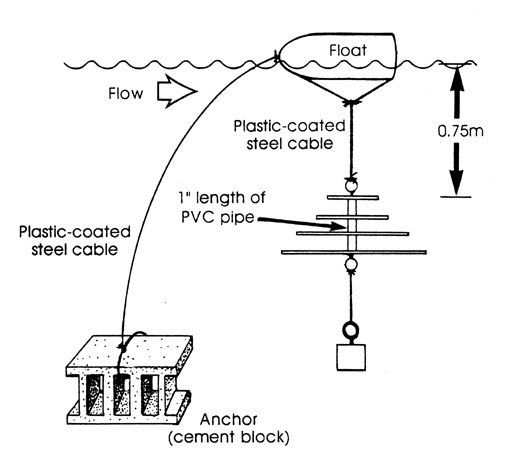 Float
Flow
Plastic-coated
steel cable
0.75m
1" length of
PVC pipe
Plastic-coated
steel cable
Anchor
(cement block)